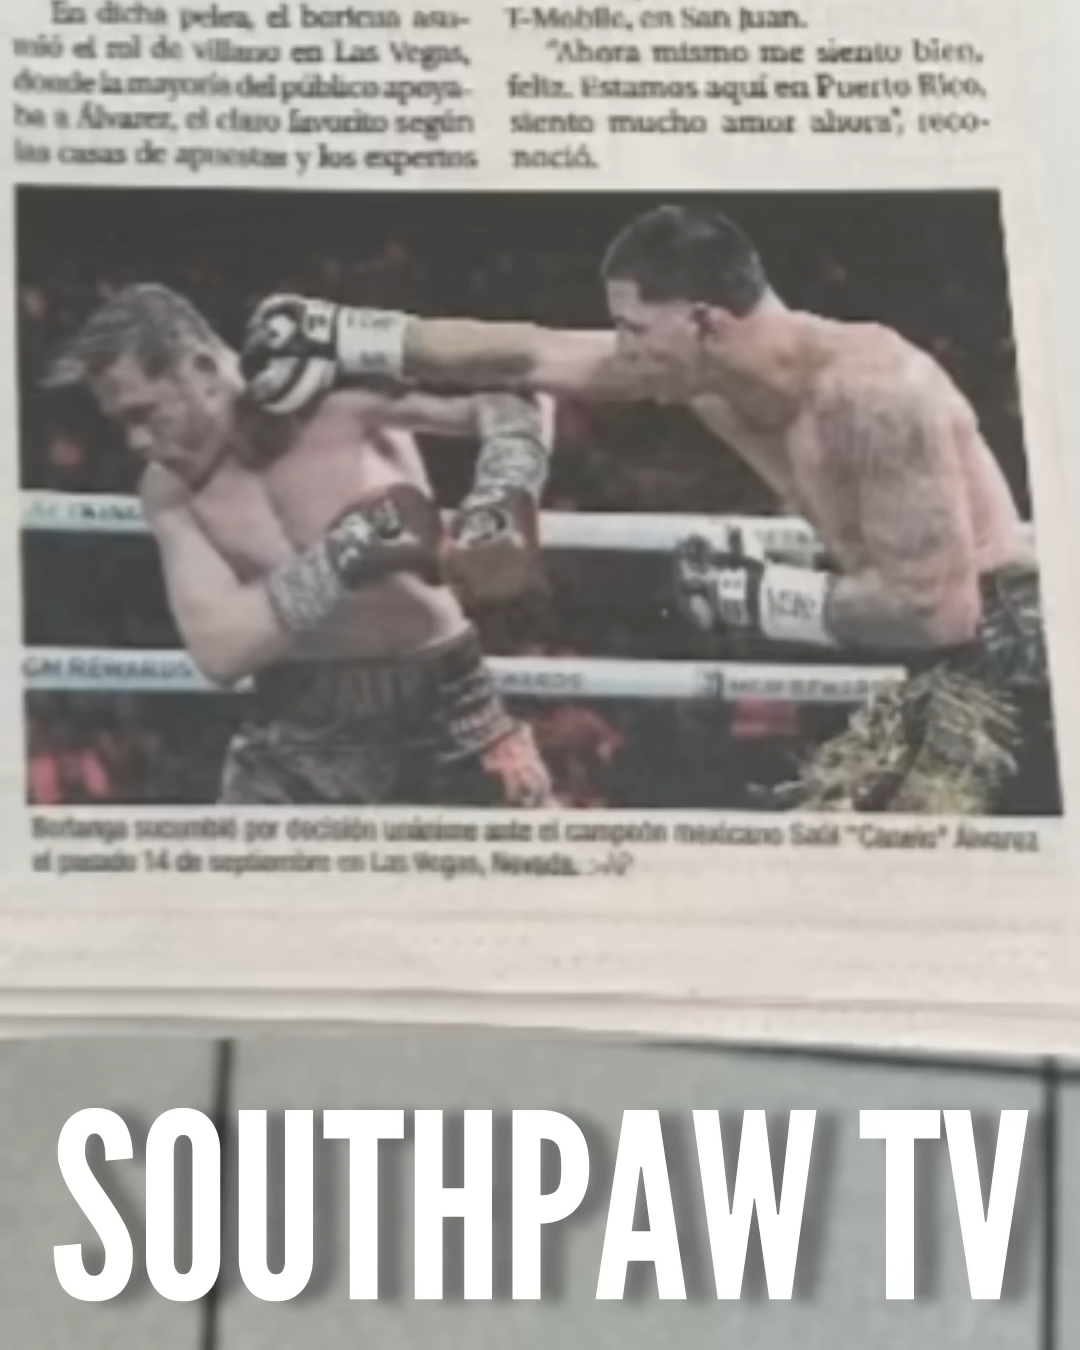 En dicha pelea, el boricua asu-
mió el rol de villano en Las Vegas,
donde la mayoría del público apoya-
ba a Álvarez, el claro favorito según
las casas de apuestas y los expertos
T-Mobile, en San Juan.
"Ahora mismo me siento bien,
feliz. Estamos aquí en Puerto Rico,
siento mucho amor ahora", reco-
noció.
GM REWARDS
Berlanga sucumbió por decisión unánime ante el campeón mexicano Saúl "Canelo" Álvarez
el pasado 14 de septiembre en Las Vegas, Nevada. >AP
SOUTHPAW TV